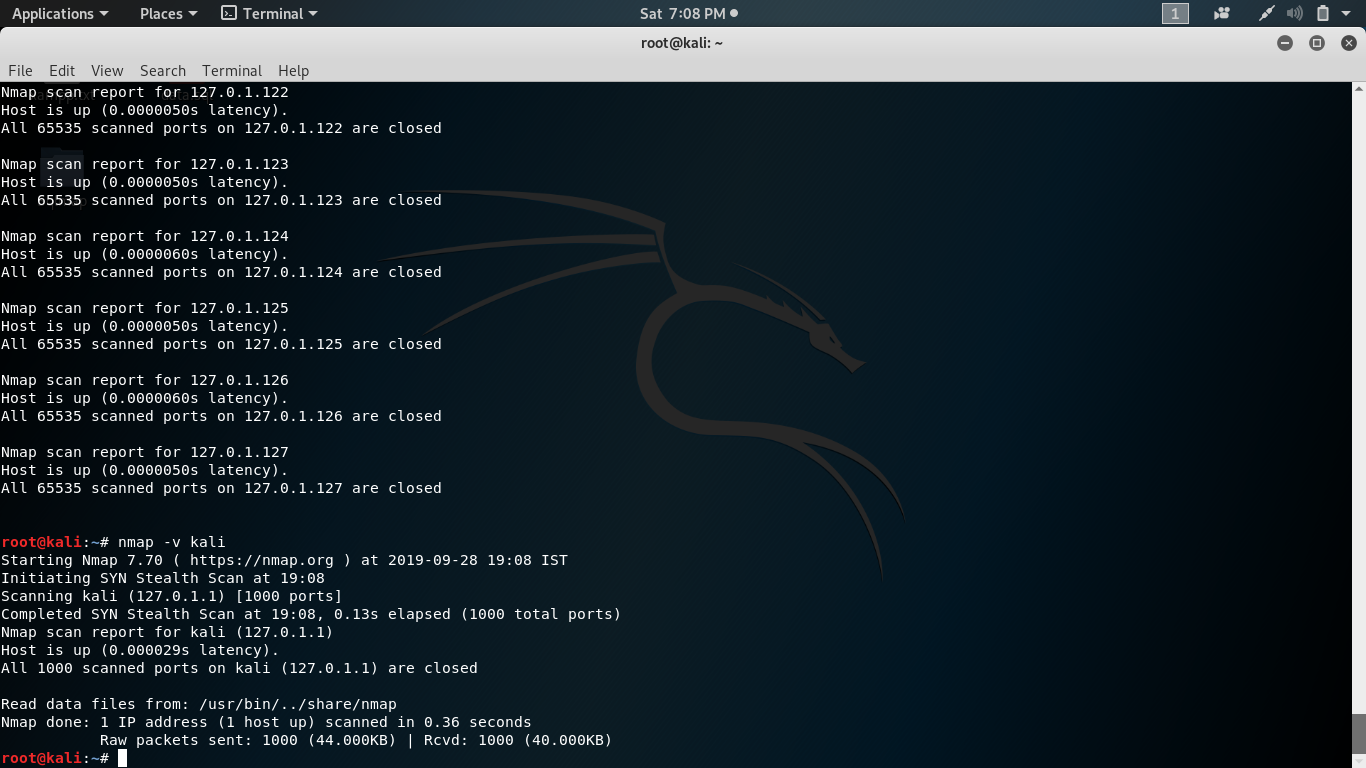 Applications Places Terminal Sat 7:08 PM 1
root@kali: ~
File Edit View Search Terminal Help
Nmap scan report for 127.0.1.122
Host is up (0.0000050s latency).
All 65535 scanned ports on 127.0.1.122 are closed
Nmap scan report for 127.0.1.123
Host is up (0.0000050s latency).
All 65535 scanned ports on 127.0.1.123 are closed
Nmap scan report for 127.0.1.124
Host is up (0.0000060s latency).
All 65535 scanned ports on 127.0.1.124 are closed
Nmap scan report for 127.0.1.125
Host is up (0.0000050s latency).
All 65535 scanned ports on 127.0.1.125 are closed
Nmap scan report for 127.0.1.126
Host is up (0.0000060s latency).
All 65535 scanned ports on 127.0.1.126 are closed
Nmap scan report for 127.0.1.127
Host is up (0.0000050s latency).
All 65535 scanned ports on 127.0.1.127 are closed
root@kali:~# nmap -v kali
Starting Nmap 7.70 ( https://nmap.org ) at 2019-09-28 19:08 IST
Initiating SYN Stealth Scan at 19:08
Scanning kali (127.0.1.1) [1000 ports]
Completed SYN Stealth Scan at 19:08, 0.13s elapsed (1000 total ports)
Nmap scan report for kali (127.0.1.1)
Host is up (0.000029s latency).
All 1000 scanned ports on kali (127.0.1.1) are closed
Read data files from: /usr/bin/../share/nmap
Nmap done: 1 IP address (1 host up) scanned in 0.36 seconds
Raw packets sent: 1000 (44.000KB) | Rcvd: 1000 (40.000KB)
root@kali:~#